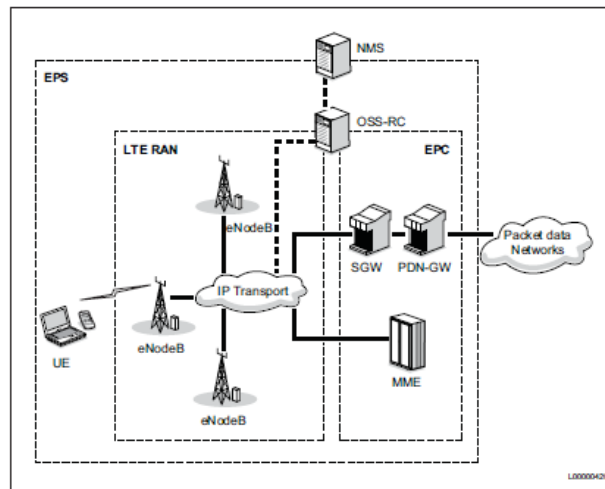 NMS
EPS
OSS-RC
LTE RAN
EPC
eNodeB
SGW
PDN-GW
Packet data
Networks
IP Transport
eNodeB
UE
MME
eNodeB